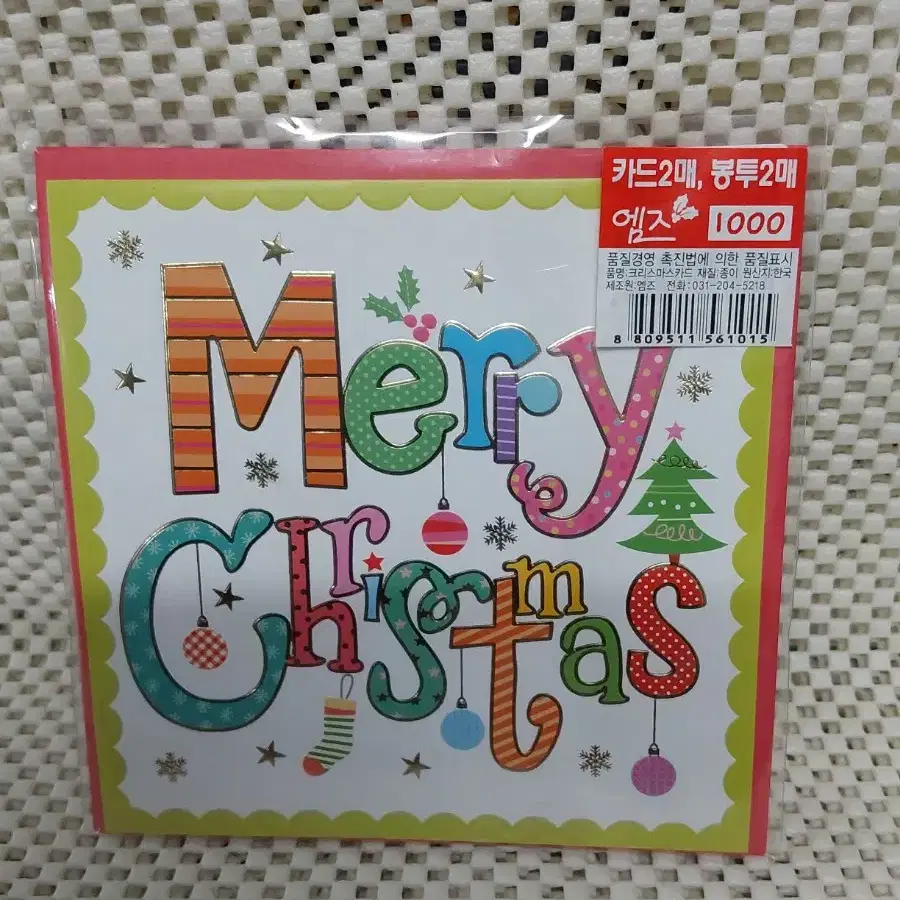 카드2매, 봉투2매
엠즈 1000
품질경영 촉진법에 의한 품질표시
품명:크리스마스카드 재질:종이 원산지:한국
제조원:엠즈 전화:031-204-5218
8 809511 561015
Merry
Christmas